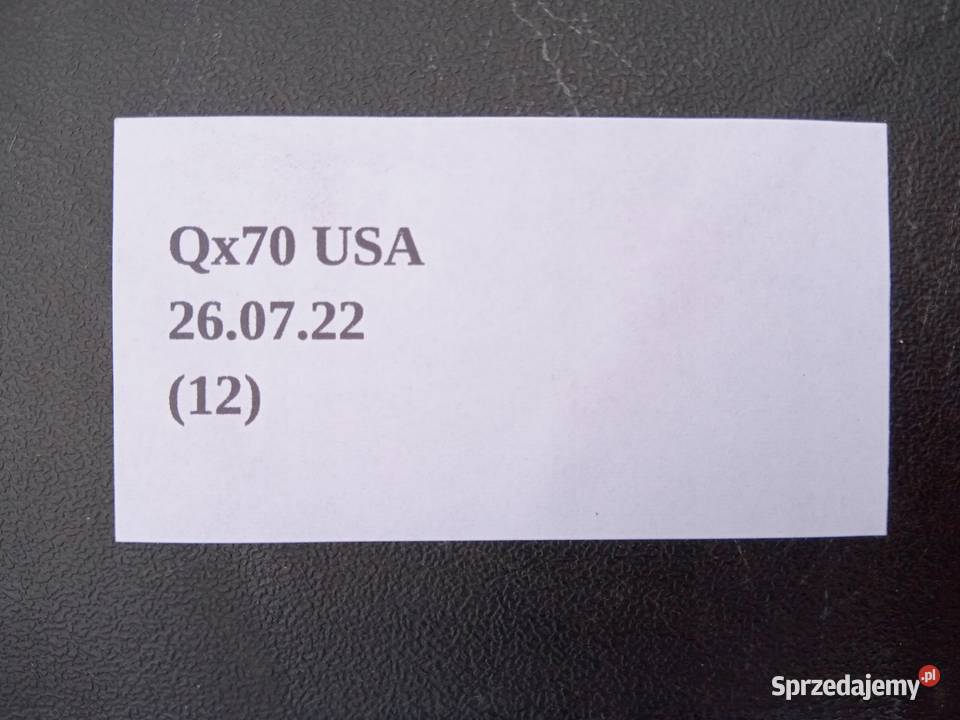 Qx70 USA
26.07.22
(12)
Sprzedajemy.pl